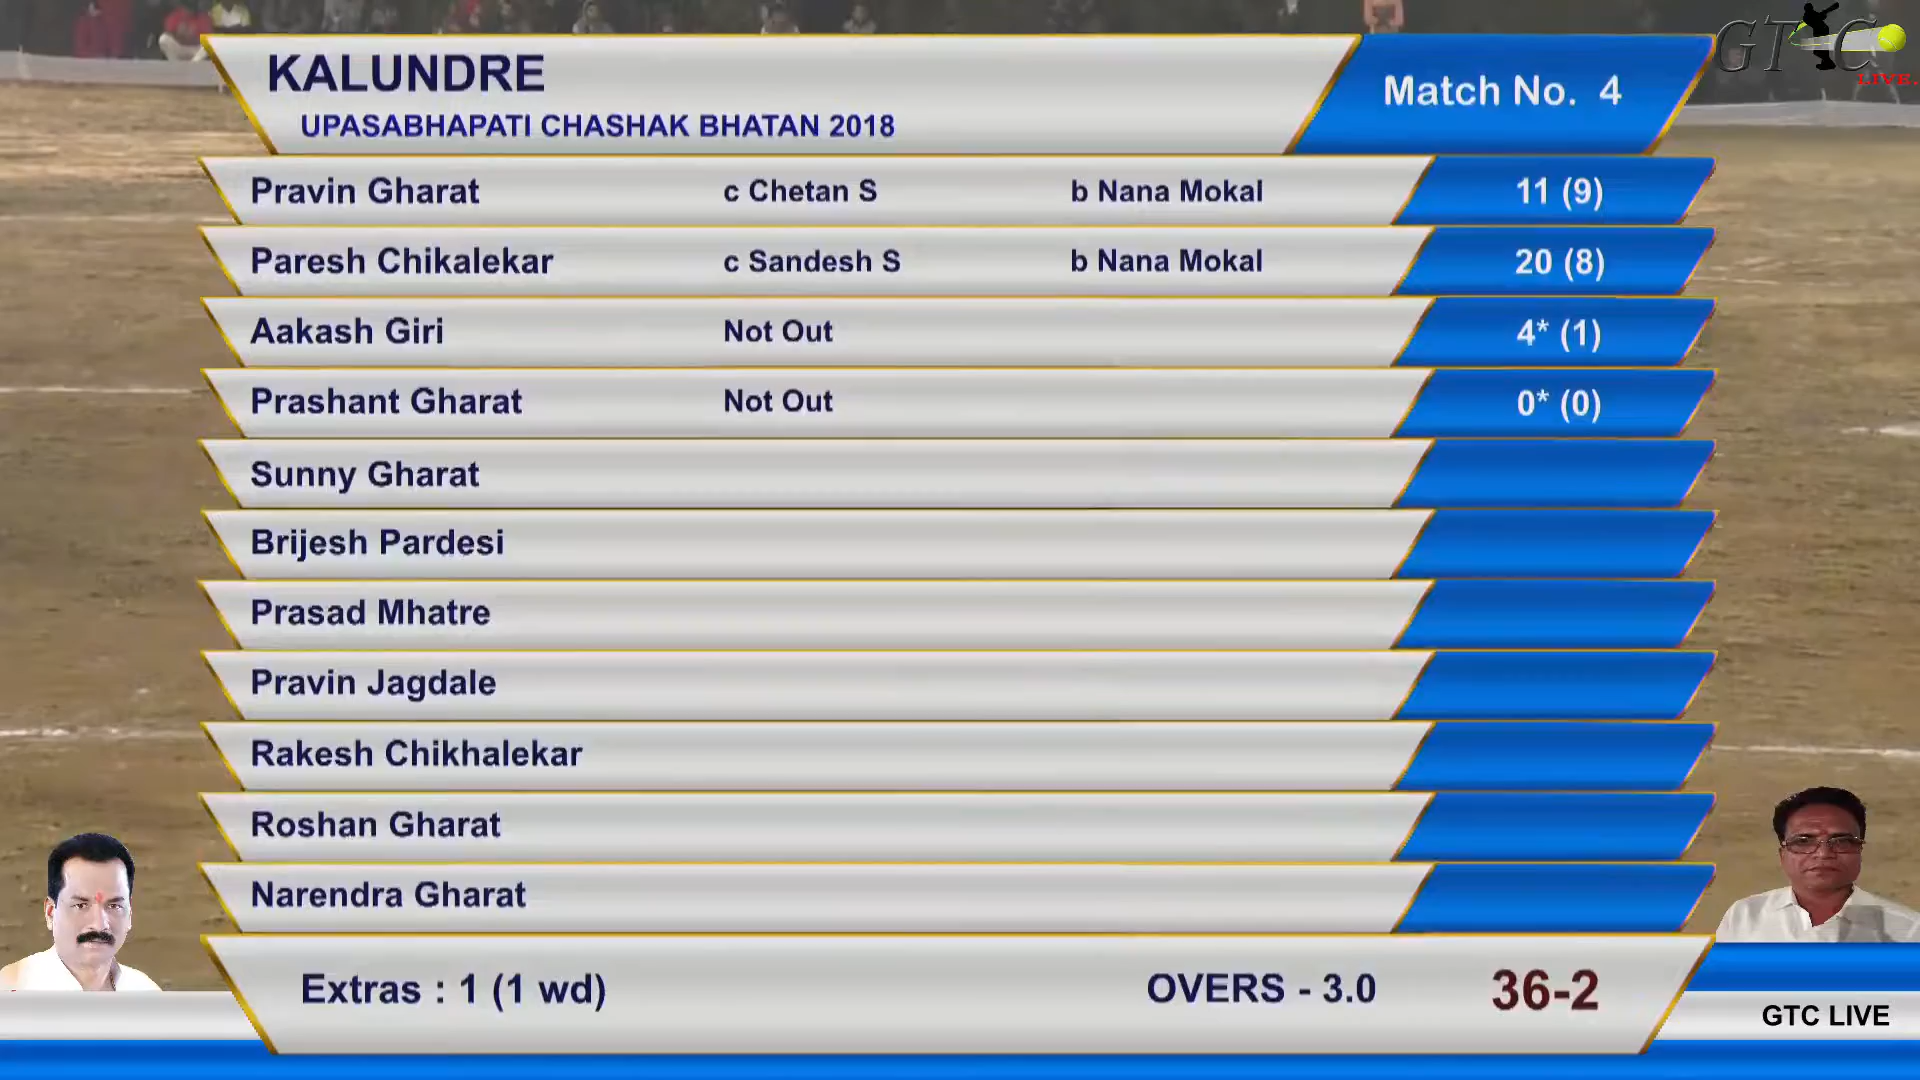 KALUNDRE
UPASABHAPATI CHASHAK BHATAN 2018
Match No. 4
GTC
LIVE.
Pravin Gharat c Chetan S b Nana Mokal 11 (9)
Paresh Chikalekar c Sandesh S b Nana Mokal 20 (8)
Aakash Giri Not Out 4* (1)
Prashant Gharat Not Out 0* (0)
Sunny Gharat
Brijesh Pardesi
Prasad Mhatre
Pravin Jagdale
Rakesh Chikhalekar
Roshan Gharat
Narendra Gharat
Extras : 1 (1 wd) OVERS - 3.0 36-2
GTC LIVE